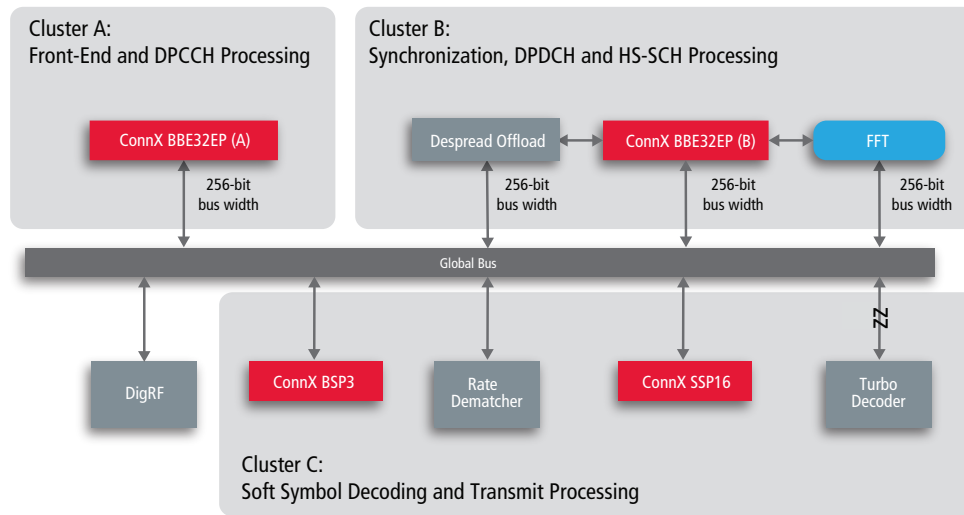 Cluster A:
Front-End and DPCCH Processing
Cluster B:
Synchronization, DPDCH and HS-SCH Processing
ConnX BBE32EP (A)
Despread Offload
ConnX BBE32EP (B)
FFT
256-bit
bus width
256-bit
bus width
256-bit
bus width
256-bit
bus width
Global Bus
ZZ
DigRF
ConnX BSP3
Rate
Dematcher
ConnX SSP16
Turbo
Decoder
Cluster C:
Soft Symbol Decoding and Transmit Processing